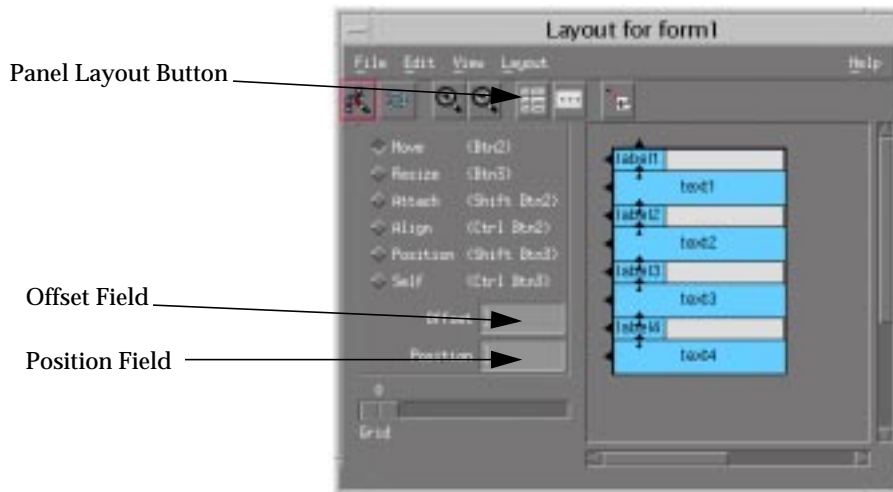 Layout for form1
File Edit View Layout Help
Panel Layout Button
Move (Btn2)
Resize (Btn3)
Attach (Shift Btn2)
Align (Ctrl Btn2)
Position (Shift Btn3)
Self (Ctrl Btn3)
Offset Field
Offset
Position Field
Position
0
Grid
label1
text1
label2
text2
label3
text3
label4
text4